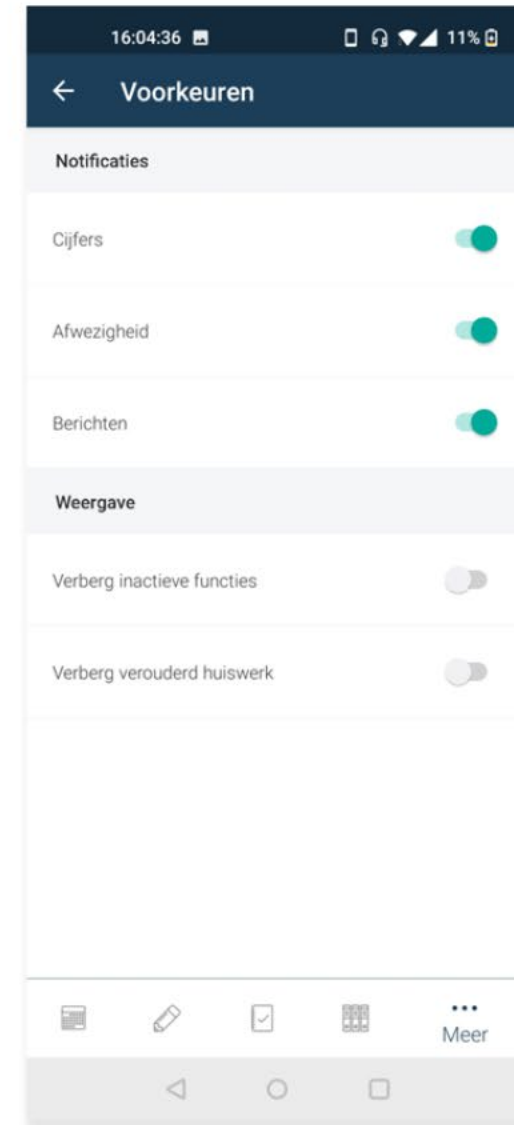 16:04:36 11%
Voorkeuren
Notificaties
Cijfers
Afwezigheid
Berichten
Weergave
Verberg inactieve functies
Verberg verouderd huiswerk
Meer